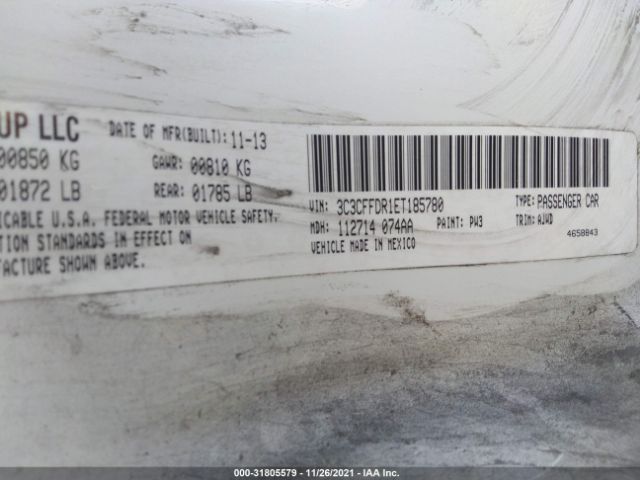 UP LLC DATE OF MFR(BUILT): 11-13
00850 KG GAWR: 00810 KG
01872 LB REAR: 01785 LB
ICABLE U.S.A. FEDERAL MOTOR VEHICLE SAFETY,
TION STANDARDS IN EFFECT ON
FACTURE SHOWN ABOVE.
VIN: 3C3CFFDR1ET185780 TYPE: PASSENGER CAR
MDH: 112714 074AA PAINT: PW3 TRIM: AJWD
VEHICLE MADE IN MEXICO 4658843
000-31805579 - 11/26/2021 - IAA Inc.